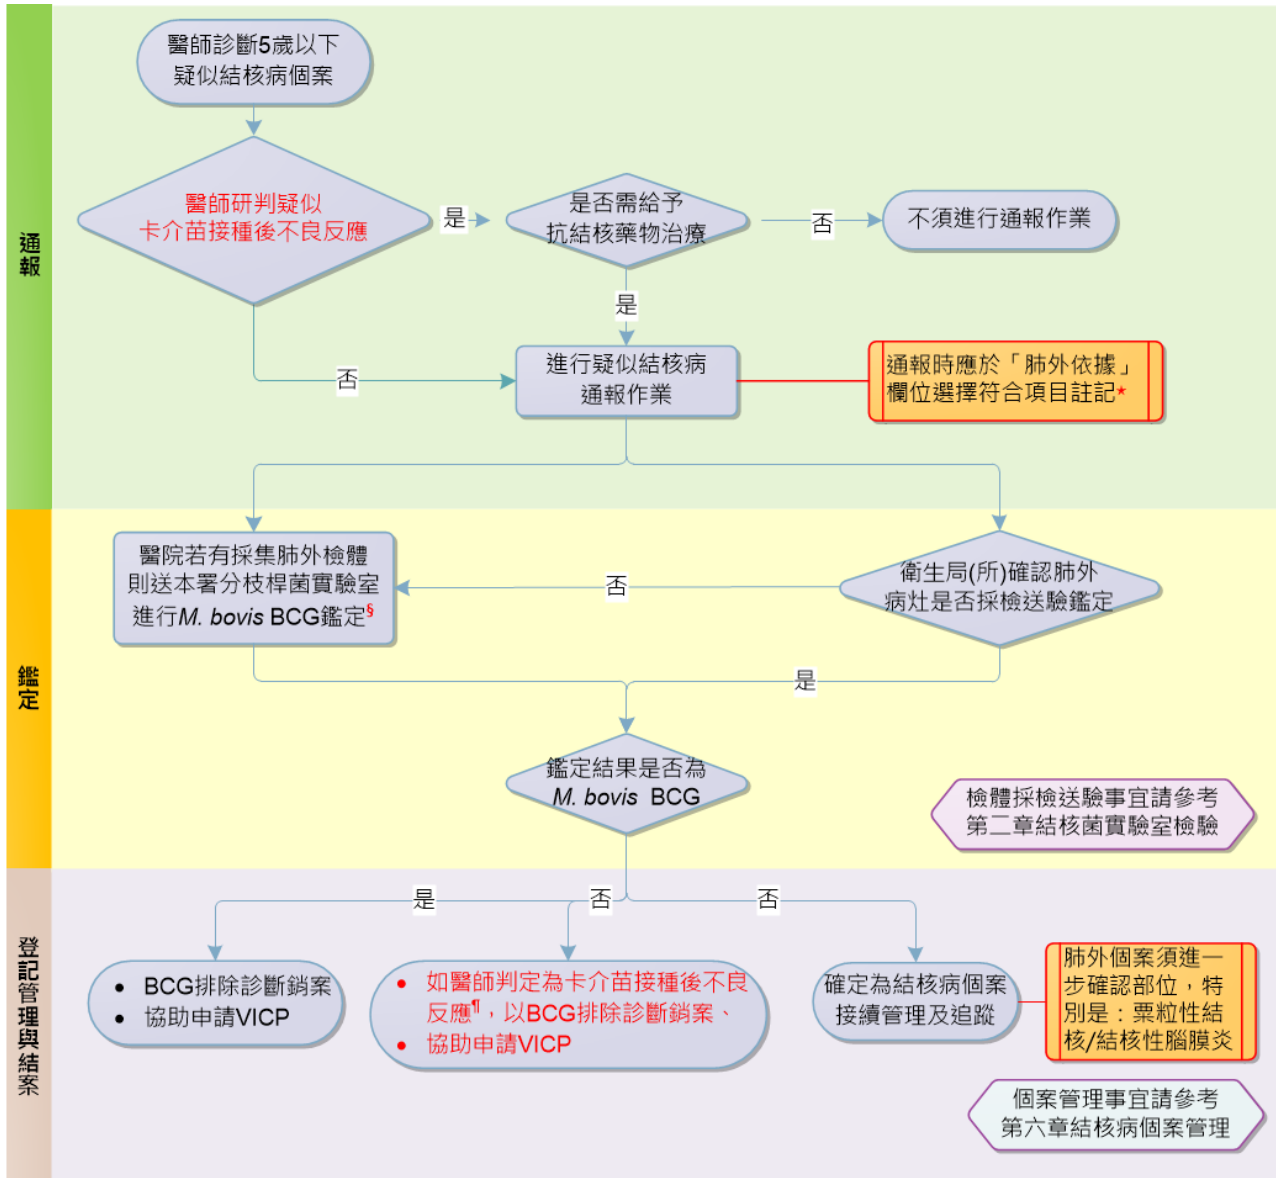 通報
醫師診斷5歲以下
疑似結核病個案
醫師研判疑似
卡介苗接種後不良反應
是
是否需給予
抗結核藥物治療
否
不須進行通報作業
是
否
進行疑似結核病
通報作業
通報時應於「肺外依據」
欄位選擇符合項目註記*
鑑定
醫院若有採集肺外檢體
則送本署分枝桿菌實驗室
進行M. bovis BCG鑑定§
否
衛生局(所)確認肺外
病灶是否採檢送驗鑑定
是
鑑定結果是否為
M. bovis BCG
檢體採檢送驗事宜請參考
第二章結核菌實驗室檢驗
登記管理與結案
是
否
否
• BCG排除診斷銷案
• 協助申請VICP
• 如醫師判定為卡介苗接種後不良
反應¶，以BCG排除診斷銷案、
• 協助申請VICP
確定為結核病個案
接續管理及追蹤
肺外個案須進一
步確認部位，特
別是：粟粒性結
核/結核性腦膜炎
個案管理事宜請參考
第六章結核病個案管理